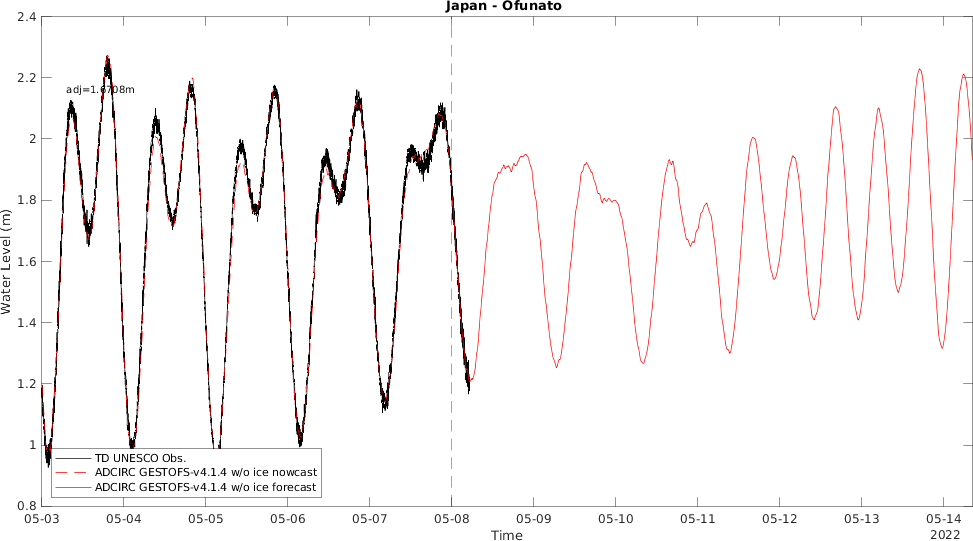 Japan - Ofunato
2.4
2.2
2
1.8
1.6
1.4
1.2
1
0.8
Water Level (m)
adj=1.6708m
TD UNESCO Obs.
ADCIRC GESTOFS-v4.1.4 w/o ice nowcast
ADCIRC GESTOFS-v4.1.4 w/o ice forecast
05-03 05-04 05-05 05-06 05-07 05-08 05-09 05-10 05-11 05-12 05-13 05-14
Time 2022